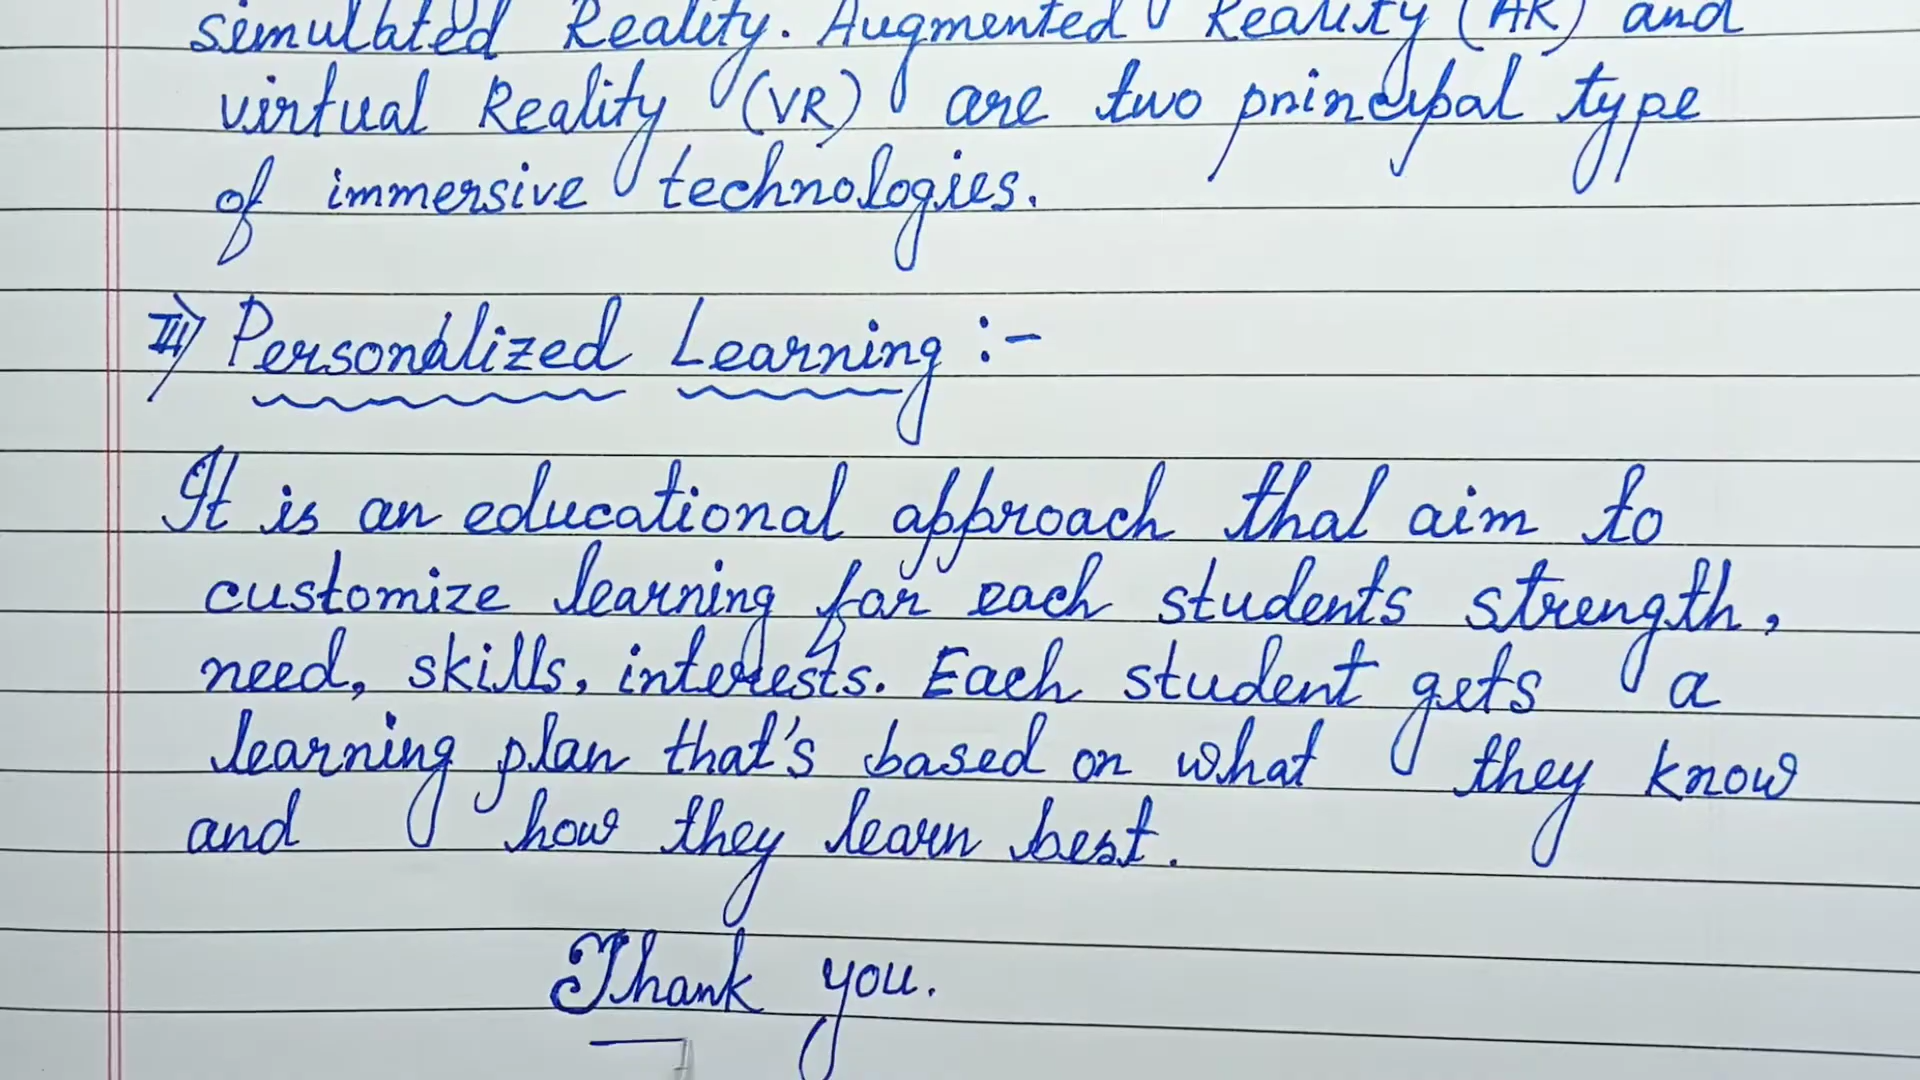 simulated Reality. Augmented Reality (AR) and
virtual Reality (VR) are two principal type
of immersive technologies.
III) Personalized Learning :-
It is an educational approach thal aim to
customize learning for each students strength,
need, skills, interests. Each student gets a
learning plan that's based on what they know
and how they learn best.
Thank you.